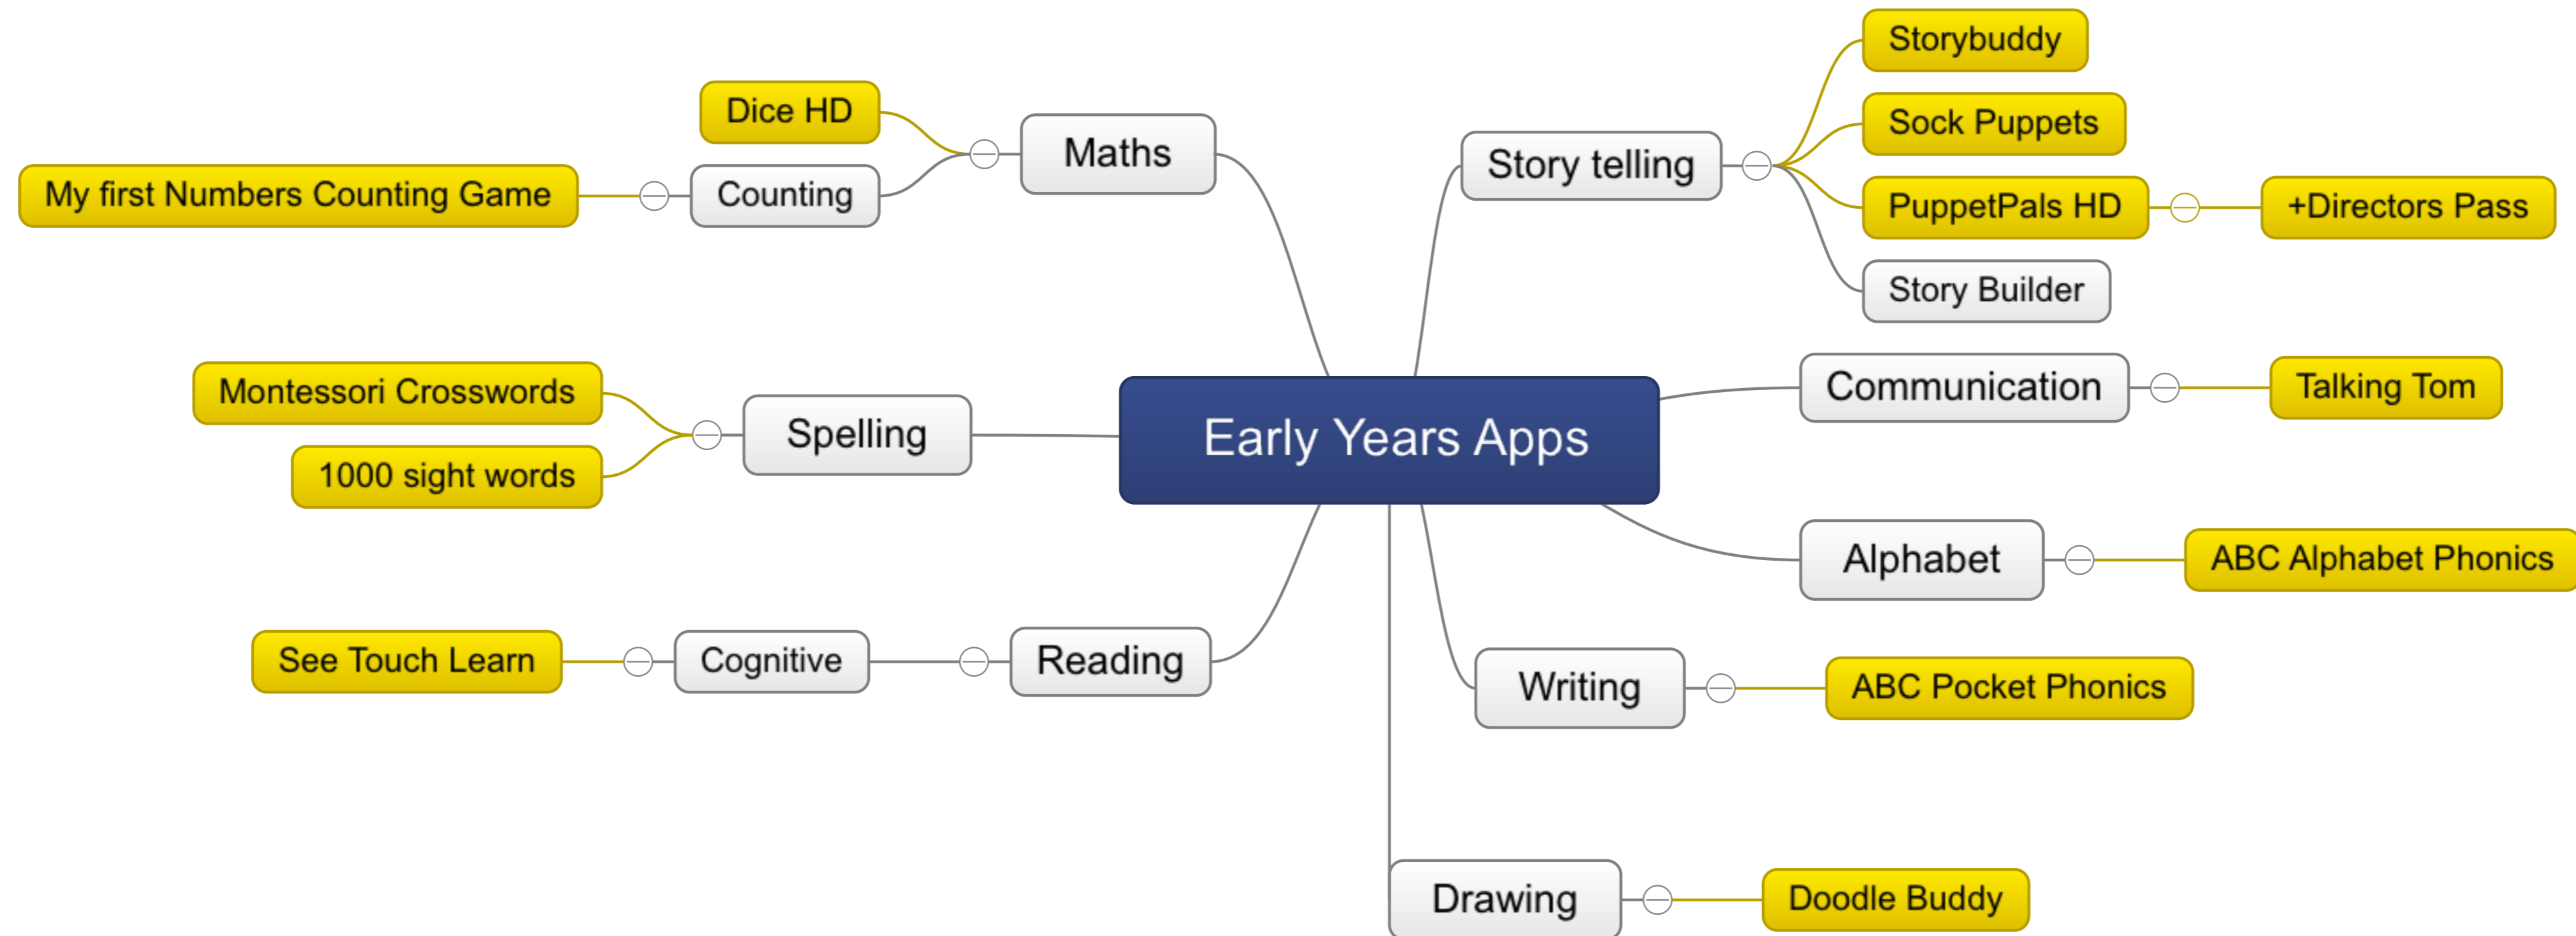 Storybuddy
Dice HD
Sock Puppets
Maths
Story telling
My first Numbers Counting Game
Counting
PuppetPals HD
+Directors Pass
Story Builder
Montessori Crosswords
Communication
Talking Tom
Spelling
Early Years Apps
1000 sight words
Alphabet
ABC Alphabet Phonics
See Touch Learn
Cognitive
Reading
Writing
ABC Pocket Phonics
Drawing
Doodle Buddy